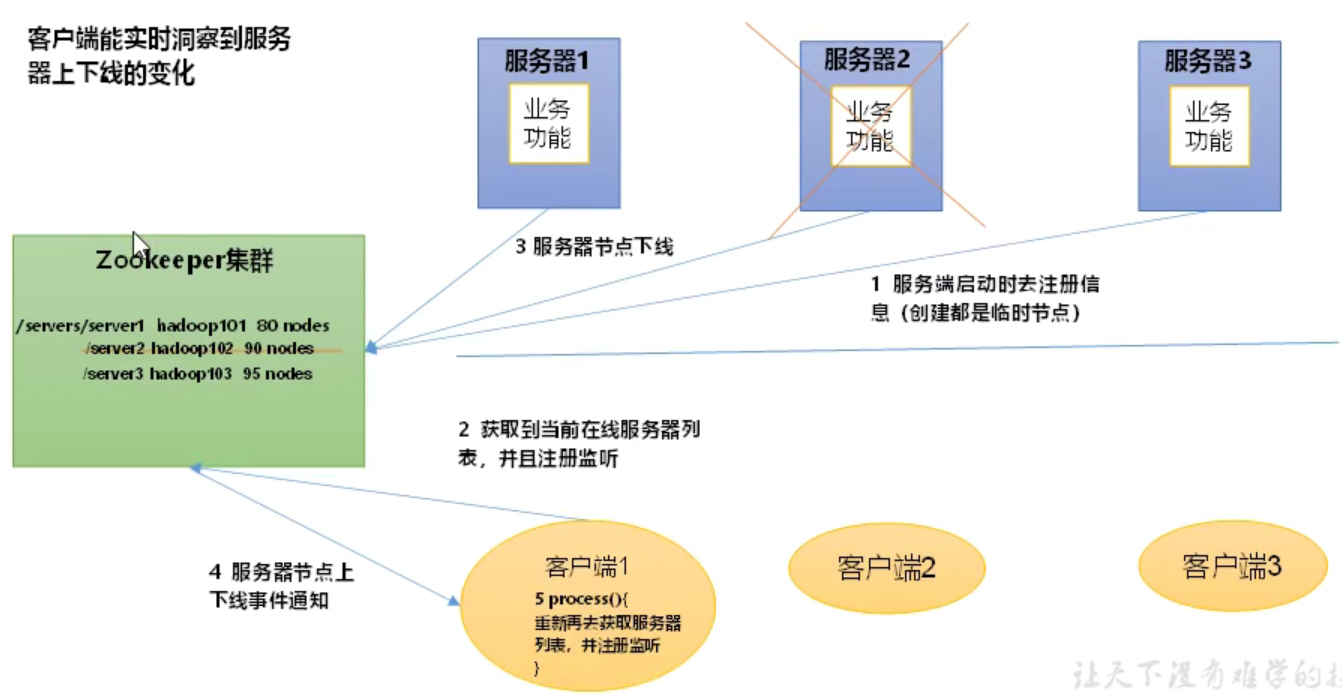 客户端能实时洞察到服务
器上下线的变化
服务器1
业务
功能
服务器2
业务
功能
服务器3
业务
功能
3 服务器节点下线
1 服务端启动时去注册信
息（创建都是临时节点）
Zookeeper集群
/servers/server1 hadoop101 80 nodes
/server2 hadoop102 90 nodes
/server3 hadoop103 95 nodes
2 获取到当前在线服务器列
表，并且注册监听
4 服务器节点上
下线事件通知
客户端1
5 process(){
重新再去获取服务器
列表，并注册监听
}
客户端2
客户端3
让天下没有难学的